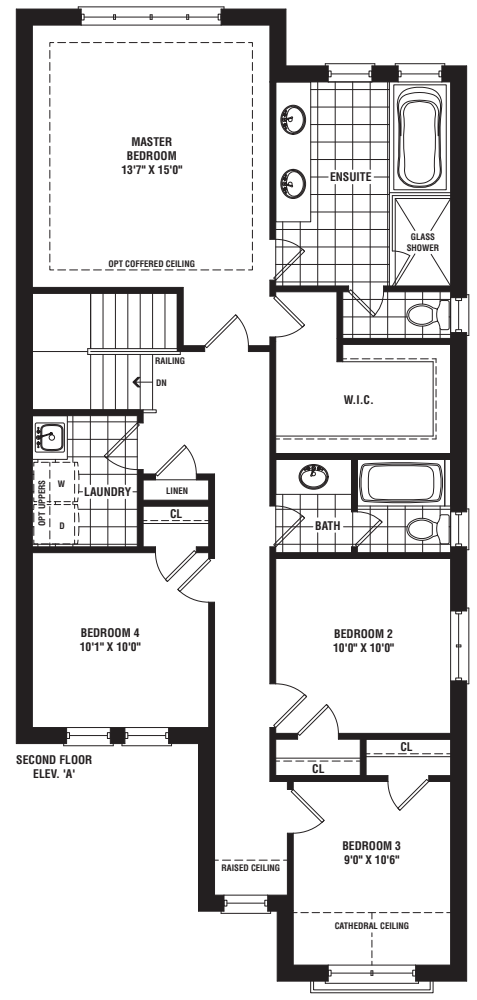 MASTER
BEDROOM
13'7" X 15'0"
OPT COFFERED CEILING
ENSUITE
GLASS
SHOWER
RAILING
DN
W.I.C.
OPT UPPERS
W
D
LAUNDRY
LINEN
CL
BATH
BEDROOM 4
10'1" X 10'0"
BEDROOM 2
10'0" X 10'0"
SECOND FLOOR
ELEV. 'A'
CL
CL
BEDROOM 3
9'0" X 10'6"
RAISED CEILING
CATHEDRAL CEILING